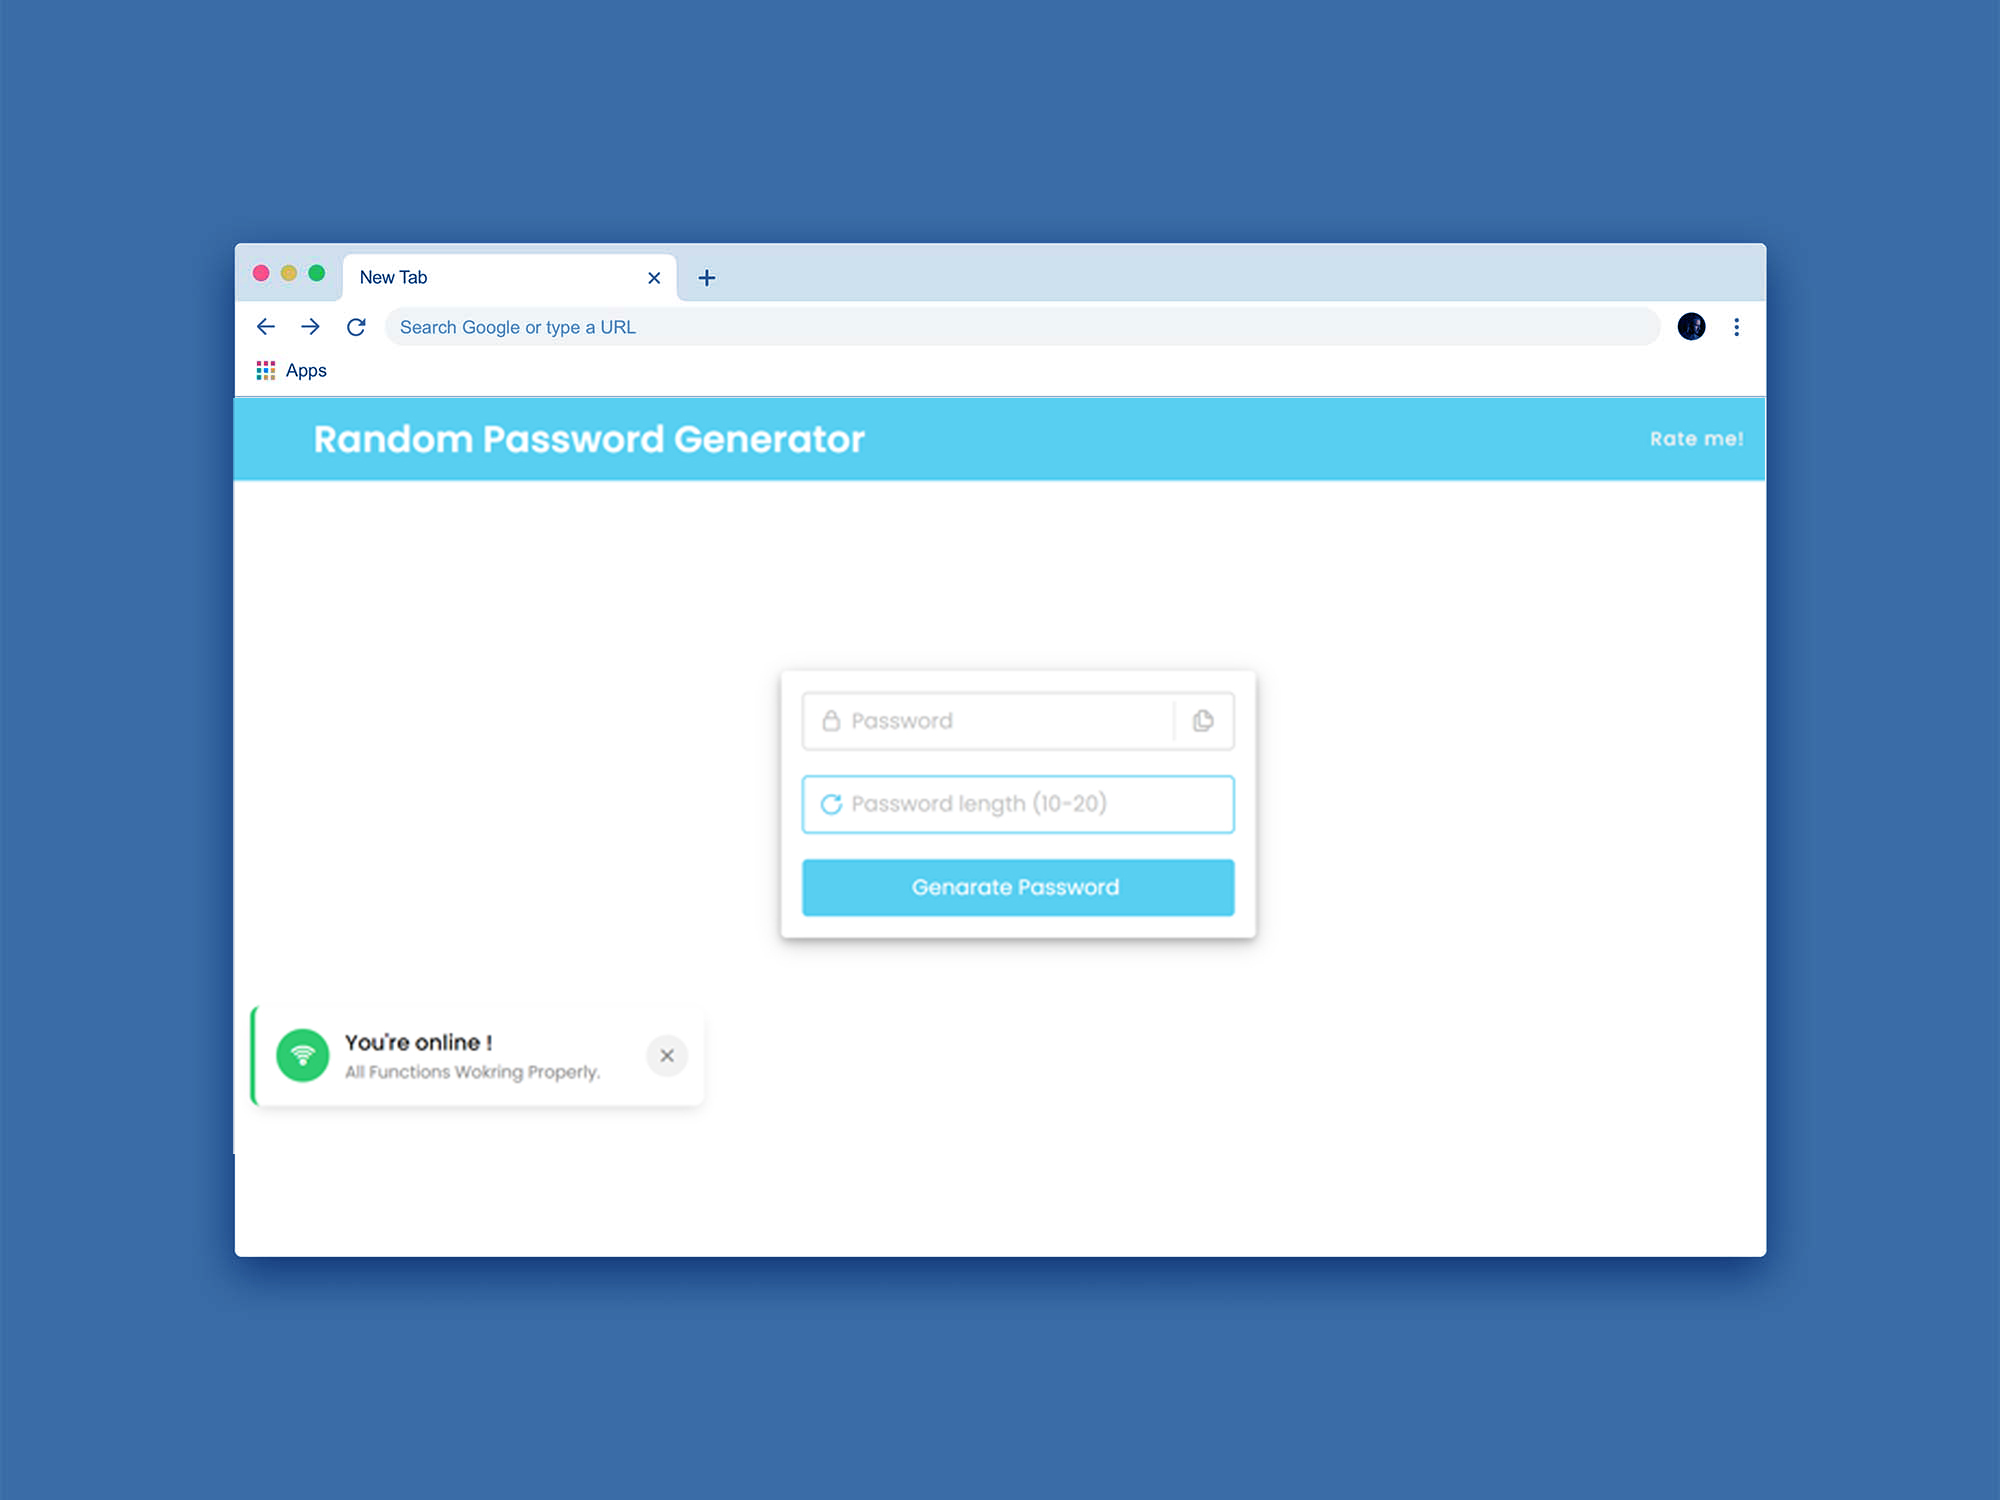 New Tab
Search Google or type a URL
Apps
Random Password Generator
Rate me!
Password
Password length (10-20)
Genarate Password
You're online !
All Functions Wokring Properly.